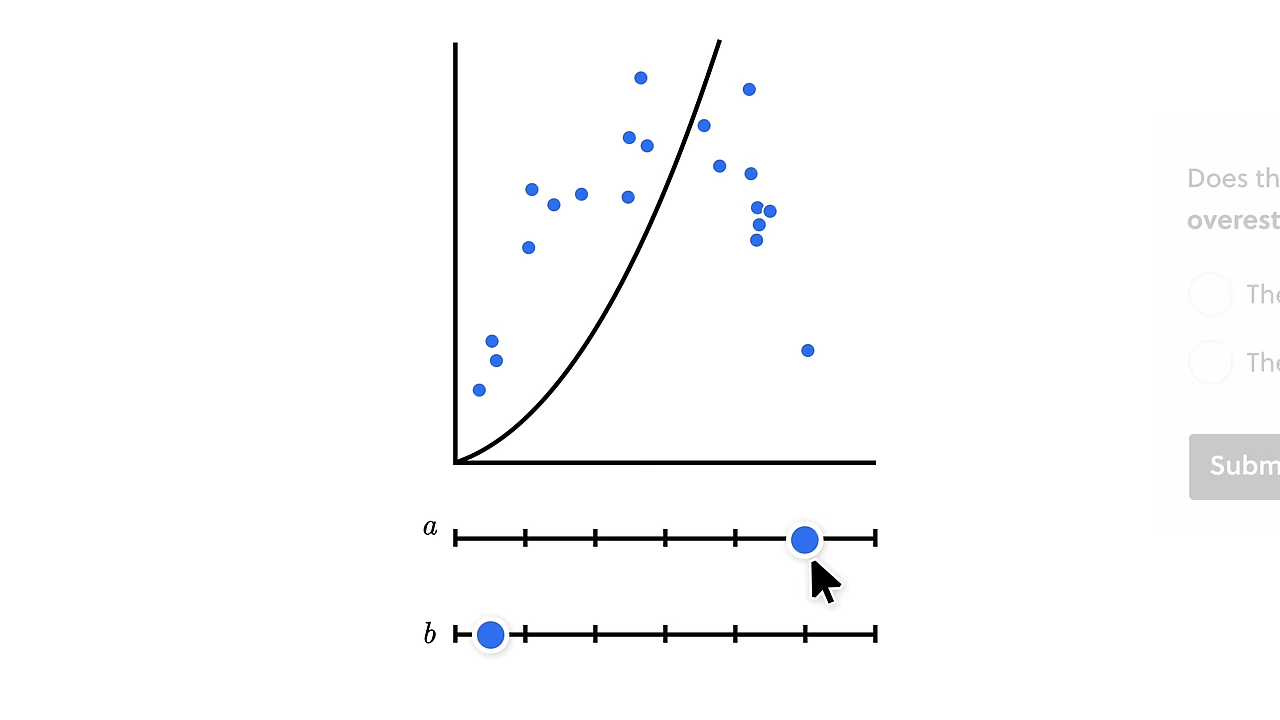 Does th
overest
The
The
Subm
a
b